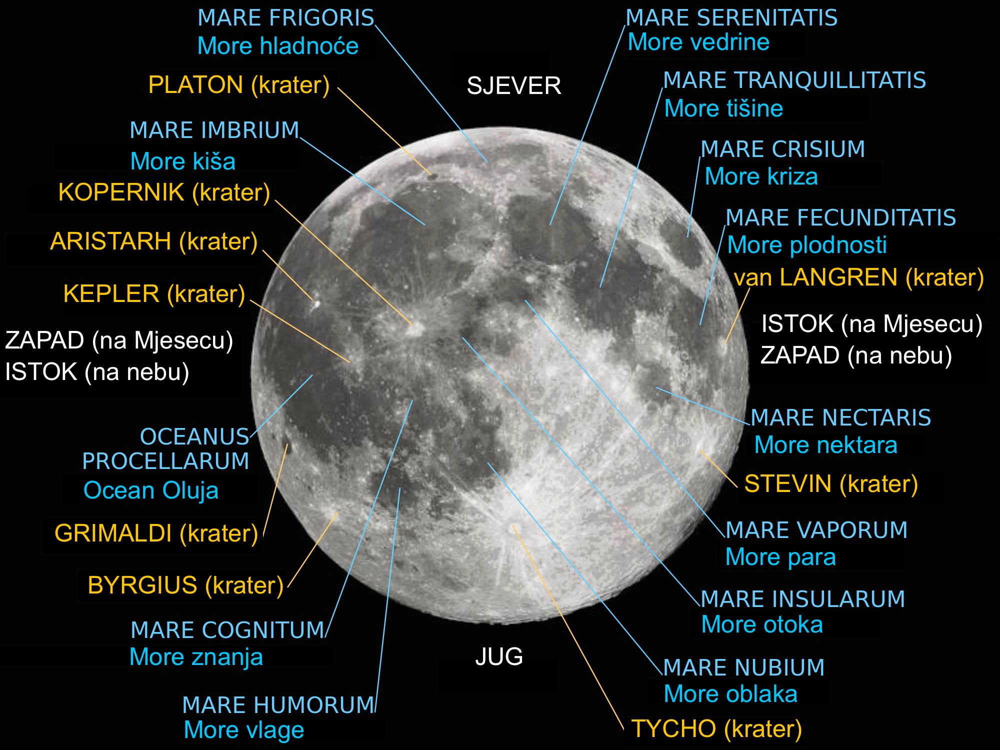 MARE FRIGORIS
More hladnoće
PLATON (krater)
MARE IMBRIUM
More kiša
KOPERNIK (krater)
ARISTARH (krater)
KEPLER (krater)
ZAPAD (na Mjesecu)
ISTOK (na nebu)
OCEANUS
PROCELLARUM
Ocean Oluja
GRIMALDI (krater)
BYRGIUS (krater)
MARE COGNITUM
More znanja
MARE HUMORUM
More vlage
SJEVER
JUG
MARE SERENITATIS
More vedrine
MARE TRANQUILLITATIS
More tišine
MARE CRISIUM
More kriza
MARE FECUNDITATIS
More plodnosti
van LANGREN (krater)
ISTOK (na Mjesecu)
ZAPAD (na nebu)
MARE NECTARIS
More nektara
STEVIN (krater)
MARE VAPORUM
More para
MARE INSULARUM
More otoka
MARE NUBIUM
More oblaka
TYCHO (krater)